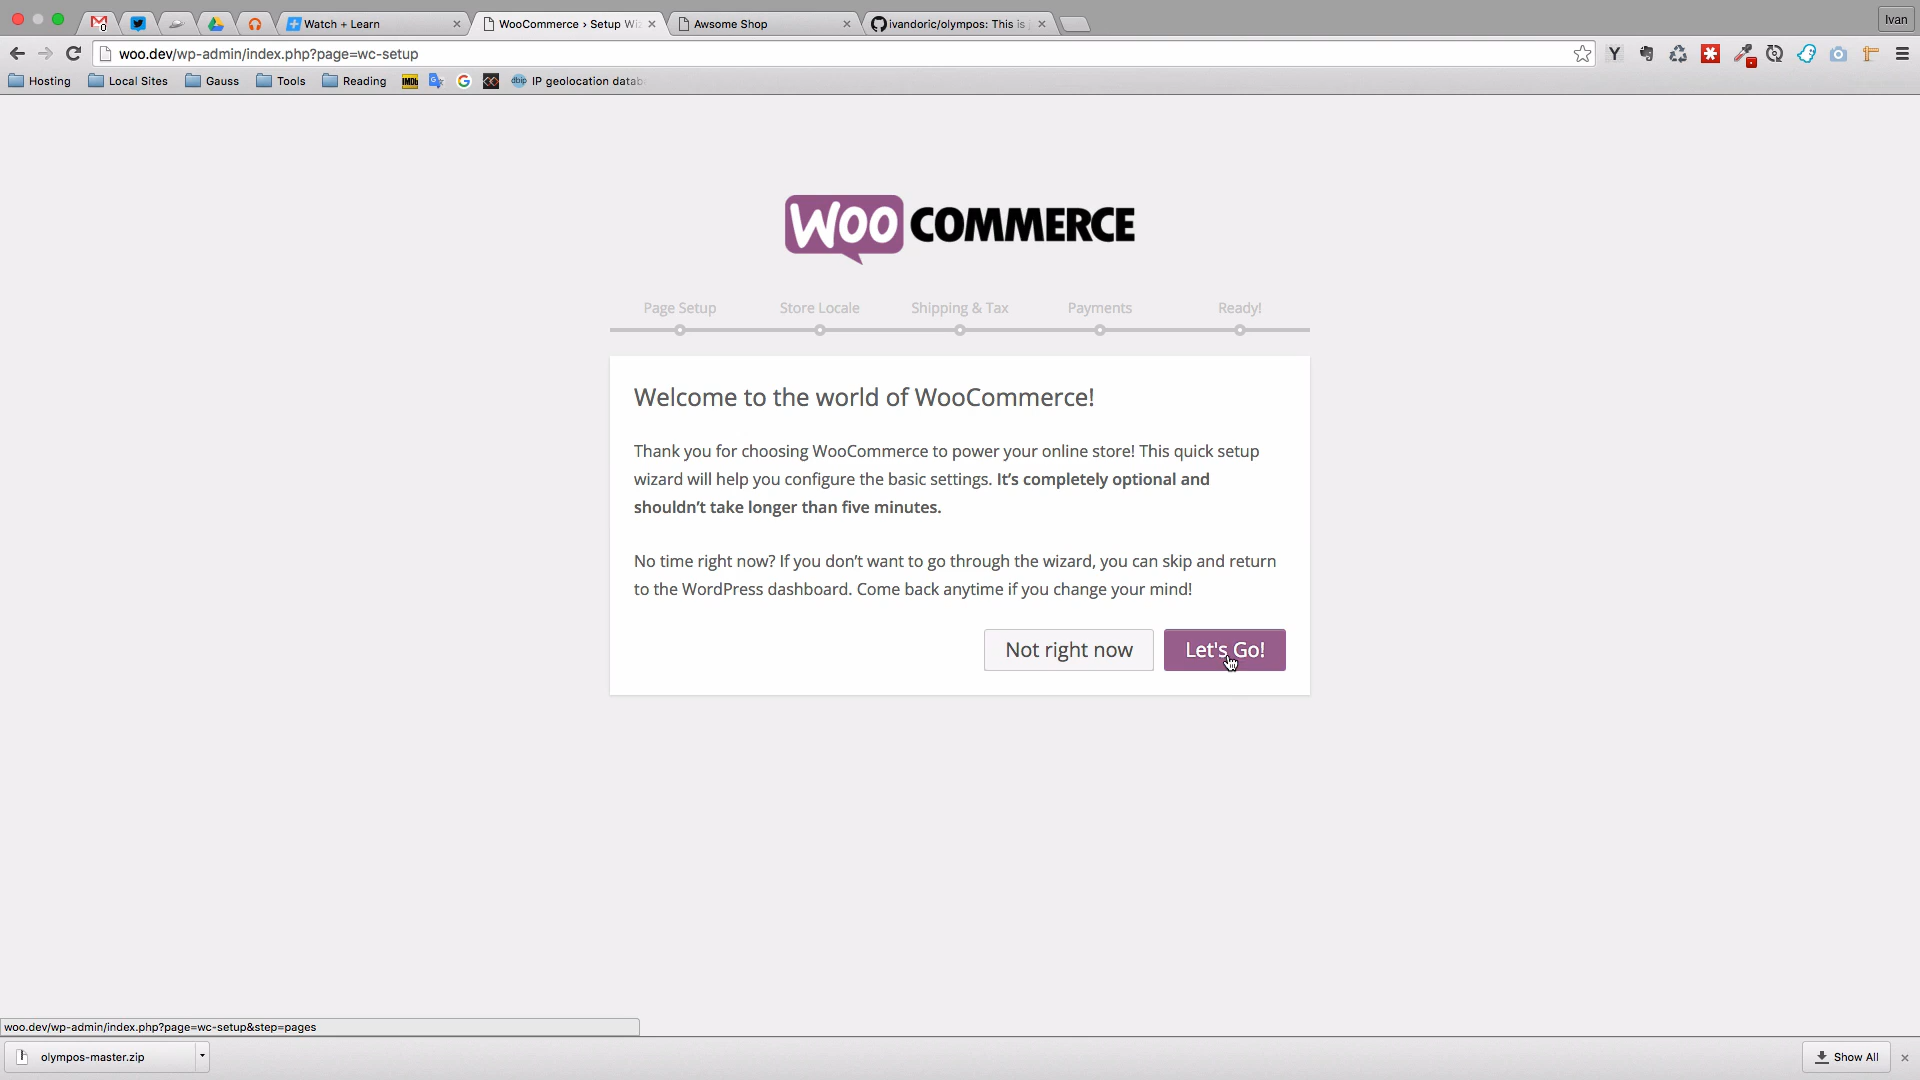 0
Watch + Learn
WooCommerce › Setup Wi
Awsome Shop
ivandoric/olympos: This is
Ivan
woo.dev/wp-admin/index.php?page=wc-setup
Y
Hosting
Local Sites
Gauss
Tools
Reading
IMDb
G
dbip
IP geolocation datab
WOO COMMERCE
Page Setup
Store Locale
Shipping & Tax
Payments
Ready!
Welcome to the world of WooCommerce!
Thank you for choosing WooCommerce to power your online store! This quick setup
wizard will help you configure the basic settings. It’s completely optional and
shouldn’t take longer than five minutes.
No time right now? If you don’t want to go through the wizard, you can skip and return
to the WordPress dashboard. Come back anytime if you change your mind!
Not right now
Let's Go!
woo.dev/wp-admin/index.php?page=wc-setup&step=pages
olympos-master.zip
Show All